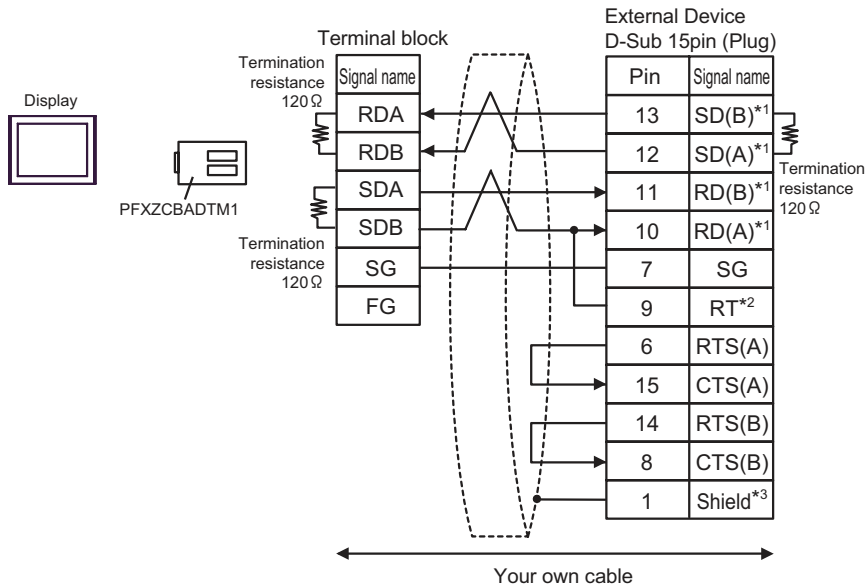 Display
PFXZCBADTM1
Terminal block
Termination
resistance
120Ω
Signal name
RDA
RDB
SDA
SDB
SG
FG
Termination
resistance
120Ω
External Device
D-Sub 15pin (Plug)
Pin Signal name
13 SD(B)*1
12 SD(A)*1
11 RD(B)*1
10 RD(A)*1
7 SG
9 RT*2
6 RTS(A)
15 CTS(A)
14 RTS(B)
8 CTS(B)
1 Shield*3
Termination
resistance
120Ω
Your own cable